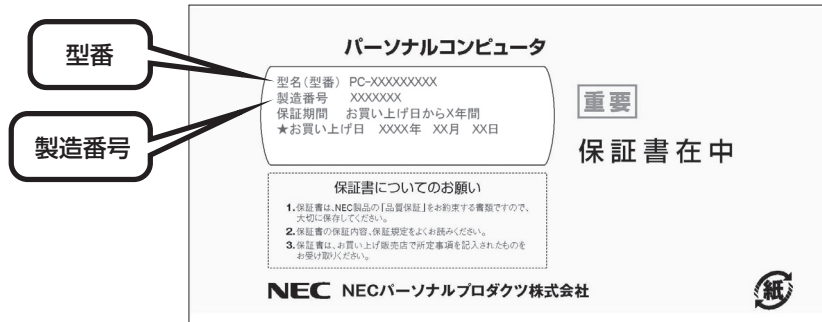 型番
製造番号
パーソナルコンピュータ
型名(型番) PC-XXXXXXXXX
製造番号 XXXXXXX
保証期間 お買い上げ日からX年間
★お買い上げ日 XXXX年 XX月 XX日
重要
保証書在中
保証書についてのお願い
1.保証書は、NEC製品の「品質保証」をお約束する書類ですので、
大切に保存してください。
2.保証書の保証内容、保証規定をよくお読みください。
3.保証書は、お買い上げ販売店で所定事項を記入されたものを
お受け取りください。
NEC NECパーソナルプロダクツ株式会社
紙